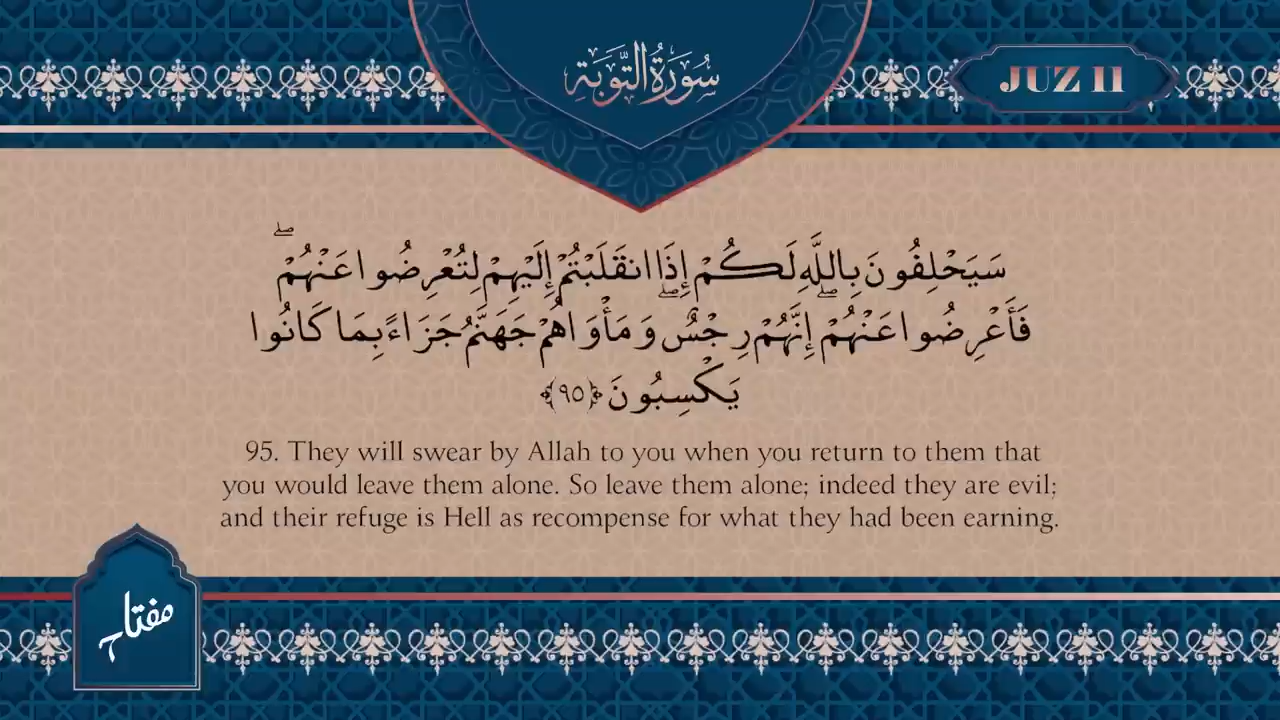 سُورَةُ التَّوْبَةِ
JUZ 11
سَيَحْلِفُونَ بِاللَّهِ لَكُمْ إِذَا انقَلَبْتُمْ إِلَيْهِمْ لِتُعْرِضُوا عَنْهُمْ ۖ
فَأَعْرِضُوا عَنْهُمْ ۖ إِنَّهُمْ رِجْسٌ ۖ وَمَأْوَاهُمْ جَهَنَّمُ جَزَاءً بِمَا كَانُوا
يَكْسِبُونَ ﴿٩٥﴾
95. They will swear by Allah to you when you return to them that
you would leave them alone. So leave them alone; indeed they are evil;
and their refuge is Hell as recompense for what they had been earning.
مفتاح